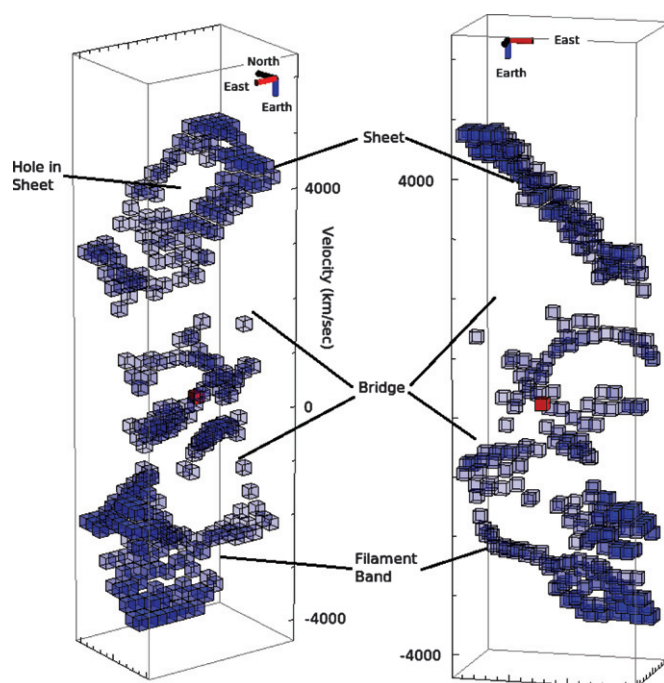 North
East
Earth
East
Earth
Hole in
Sheet
Sheet
4000
4000
Velocity (km/sec)
Bridge
0
Filament
Band
-4000
-4000